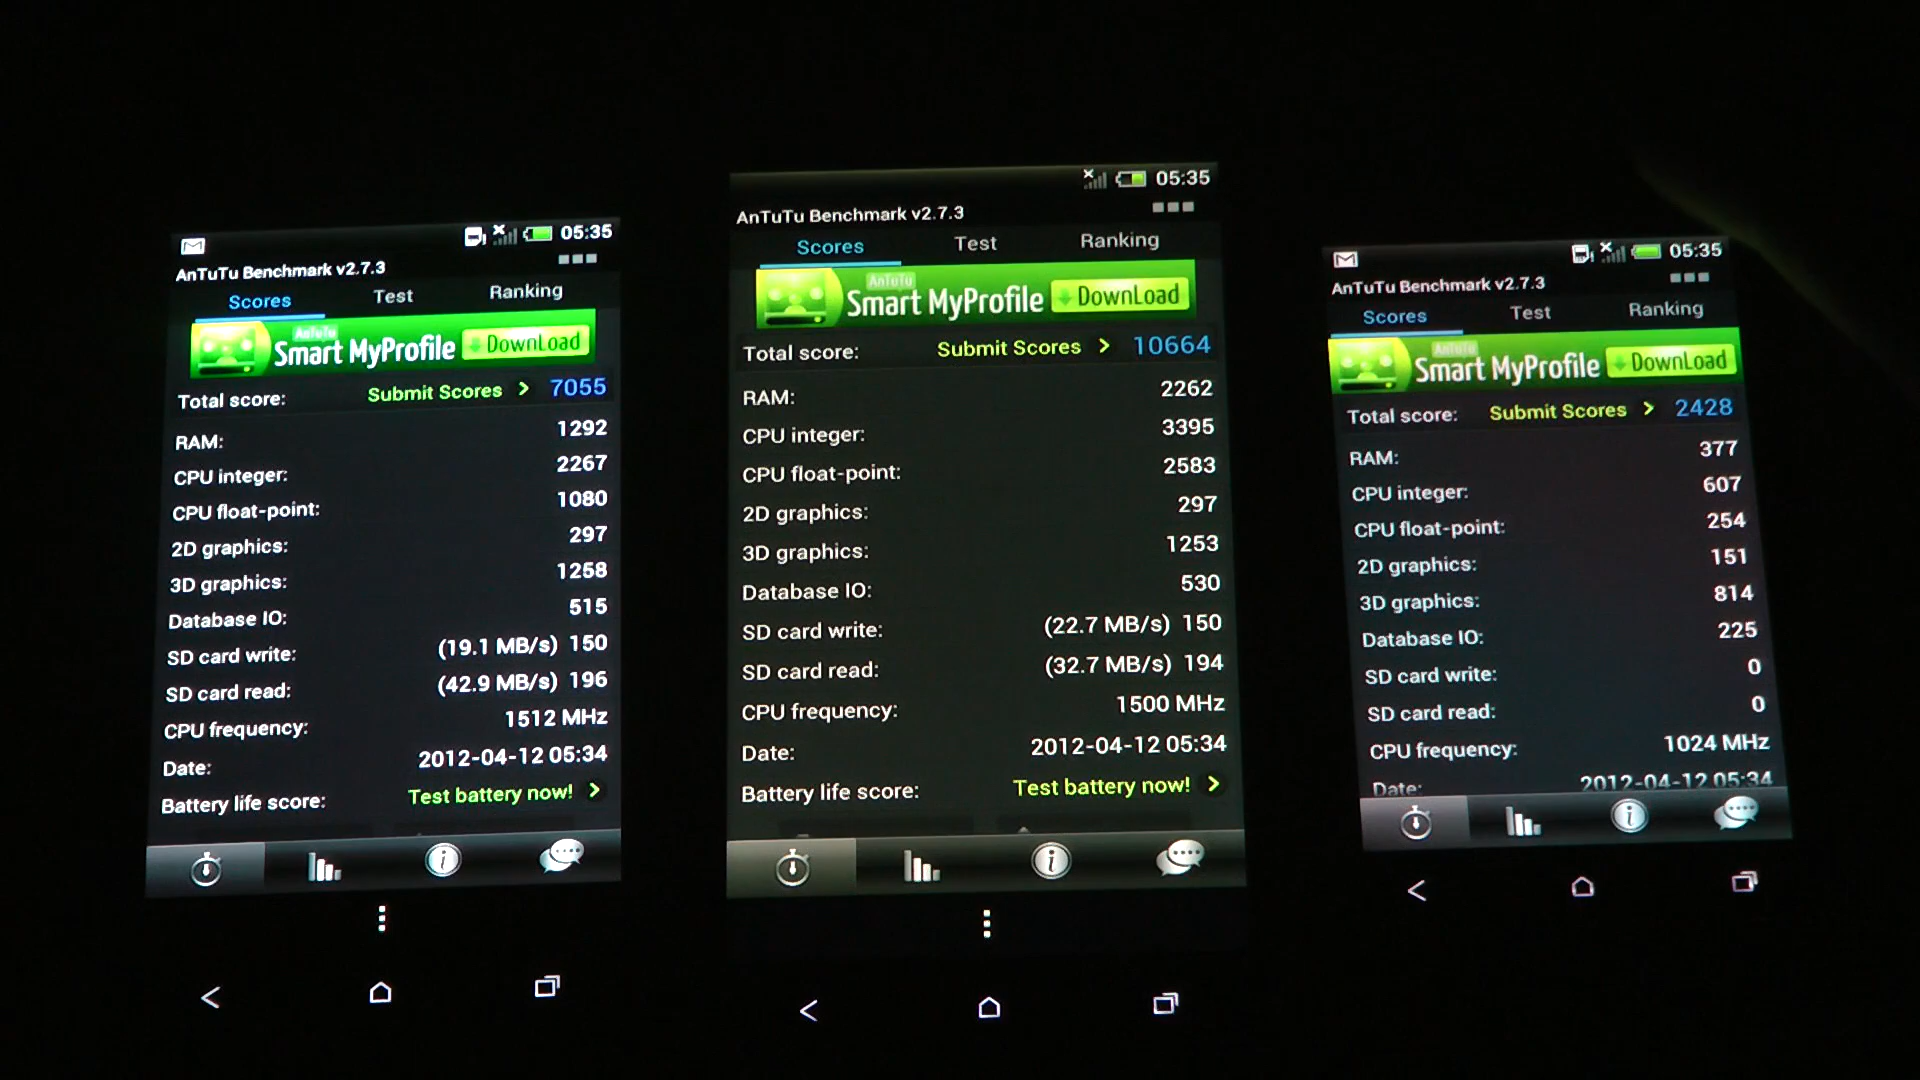 05:35
AnTuTu Benchmark v2.7.3
Scores Test Ranking
AnTuTu
Smart MyProfile DownLoad
Total score: Submit Scores > 7055
RAM: 1292
CPU integer: 2267
CPU float-point: 1080
2D graphics: 297
3D graphics: 1258
Database IO: 515
SD card write: (19.1 MB/s) 150
SD card read: (42.9 MB/s) 196
CPU frequency: 1512 MHz
Date: 2012-04-12 05:34
Battery life score: Test battery now! >
05:35
AnTuTu Benchmark v2.7.3
Scores Test Ranking
AnTuTu
Smart MyProfile DownLoad
Total score: Submit Scores > 10664
RAM: 2262
CPU integer: 3395
CPU float-point: 2583
2D graphics: 297
3D graphics: 1253
Database IO: 530
SD card write: (22.7 MB/s) 150
SD card read: (32.7 MB/s) 194
CPU frequency: 1500 MHz
Date: 2012-04-12 05:34
Battery life score: Test battery now! >
05:35
AnTuTu Benchmark v2.7.3
Scores Test Ranking
AnTuTu
Smart MyProfile DownLoad
Total score: Submit Scores > 2428
RAM: 377
CPU integer: 607
CPU float-point: 254
2D graphics: 151
3D graphics: 814
Database IO: 225
SD card write: 0
SD card read: 0
CPU frequency: 1024 MHz
Date: 2012-04-12 05:34